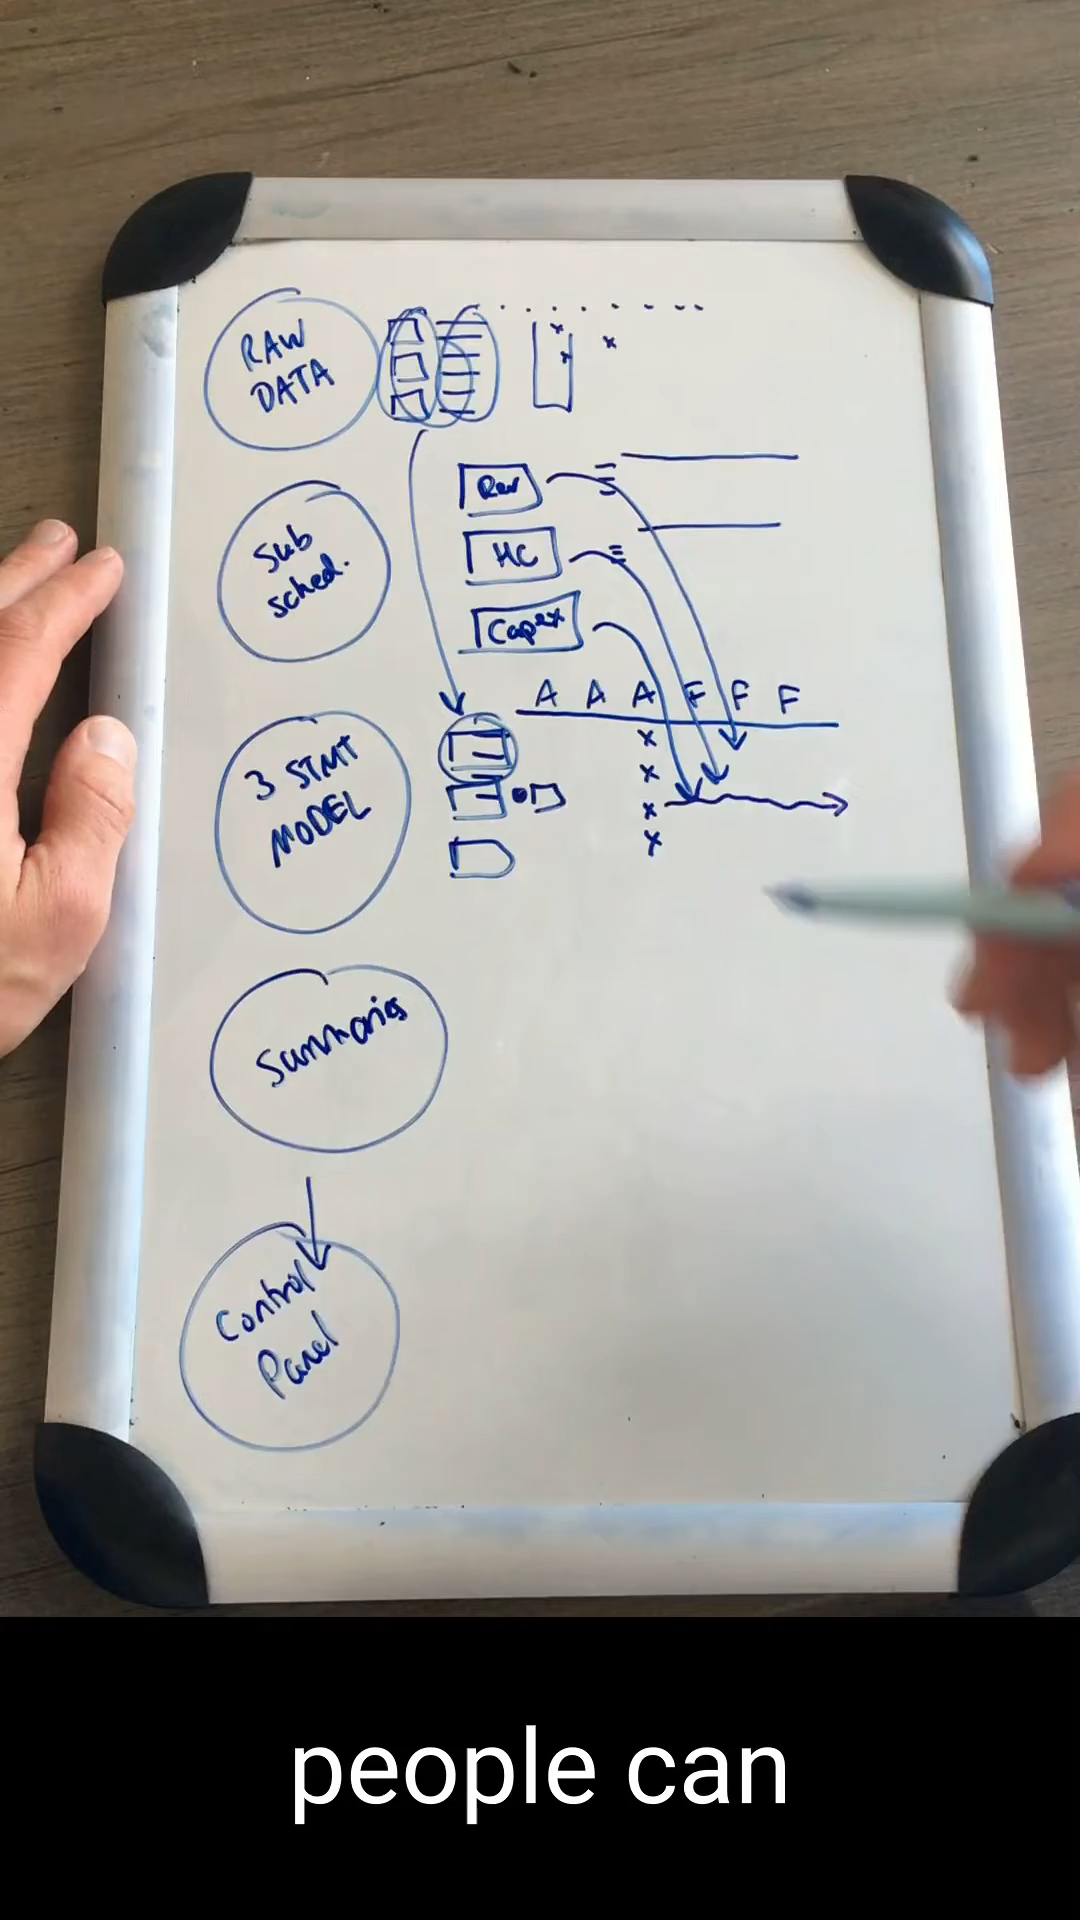 RAW
DATA
Sub
sched.
Rev
HC
Capex
A A A F F F
x
x
x
x
3 STMT
MODEL
Summaries
Control
Panel
people can